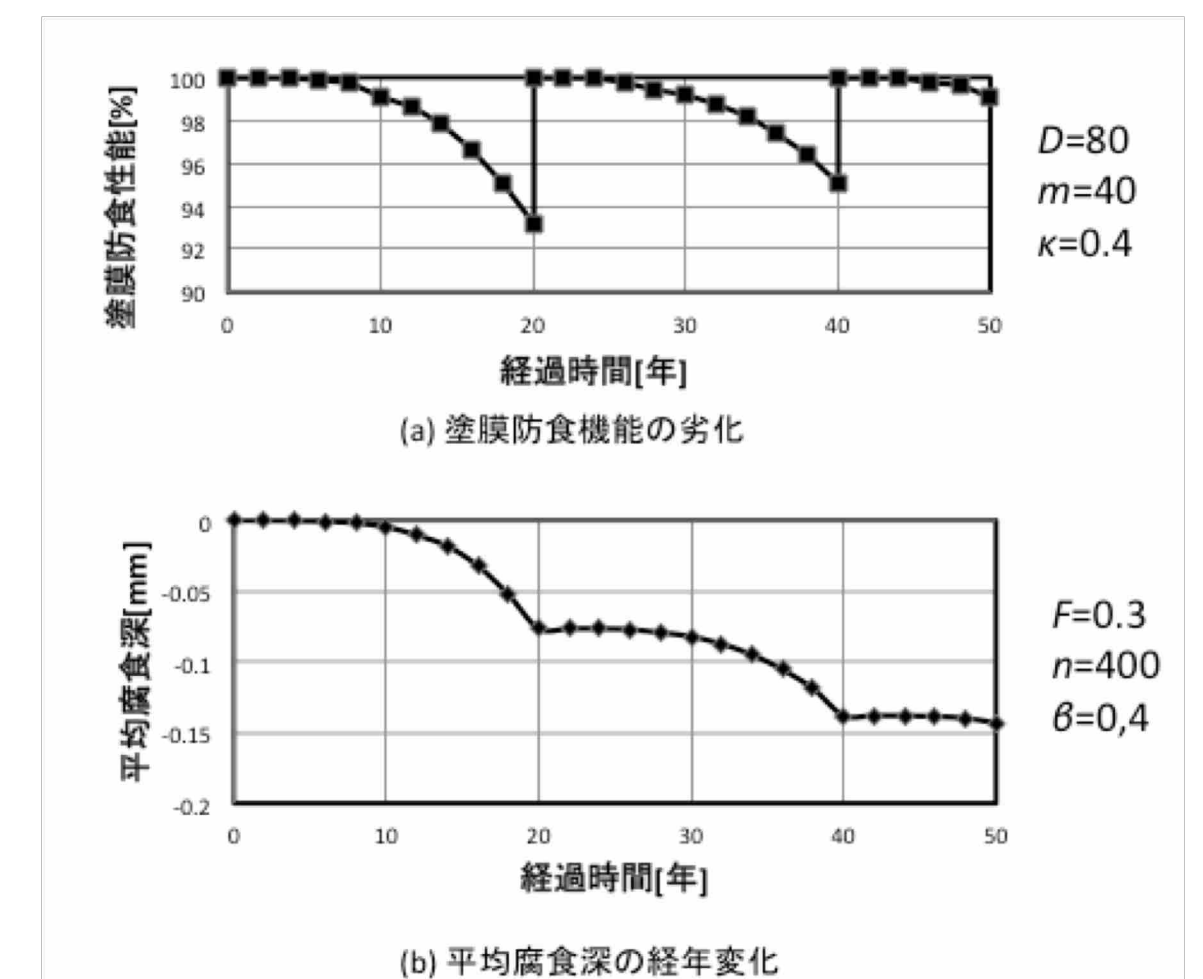 塗膜防食性能[%]
100
98
96
94
92
90
0 10 20 30 40 50
経過時間[年]
D=80
m=40
κ=0.4
(a) 塗膜防食機能の劣化
平均腐食深[mm]
0
-0.05
-0.1
-0.15
-0.2
0 10 20 30 40 50
経過時間[年]
F=0.3
n=400
β=0,4
(b) 平均腐食深の経年変化